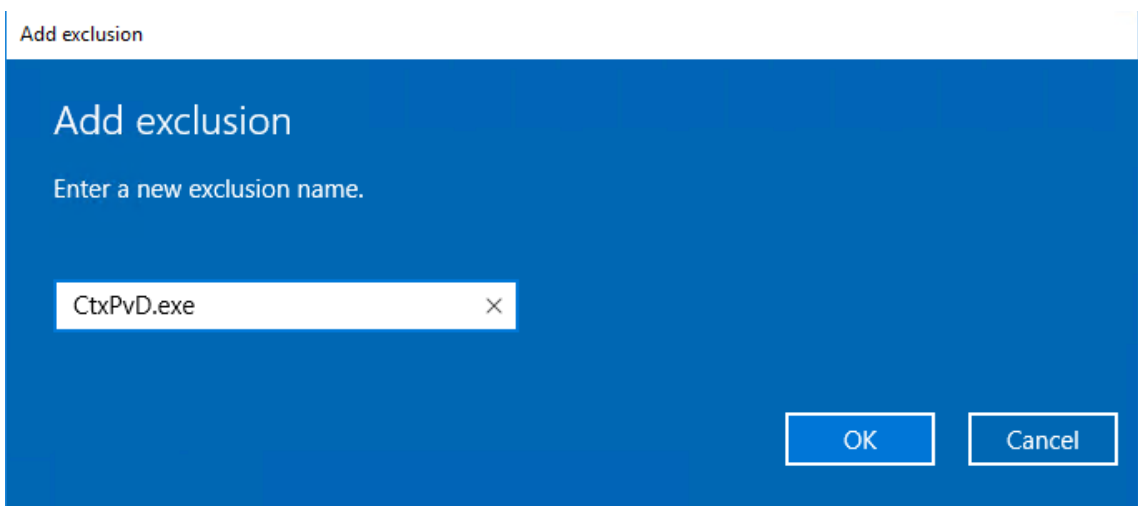 Add exclusion
Add exclusion
Enter a new exclusion name.
CtxPvD.exe
OK Cancel